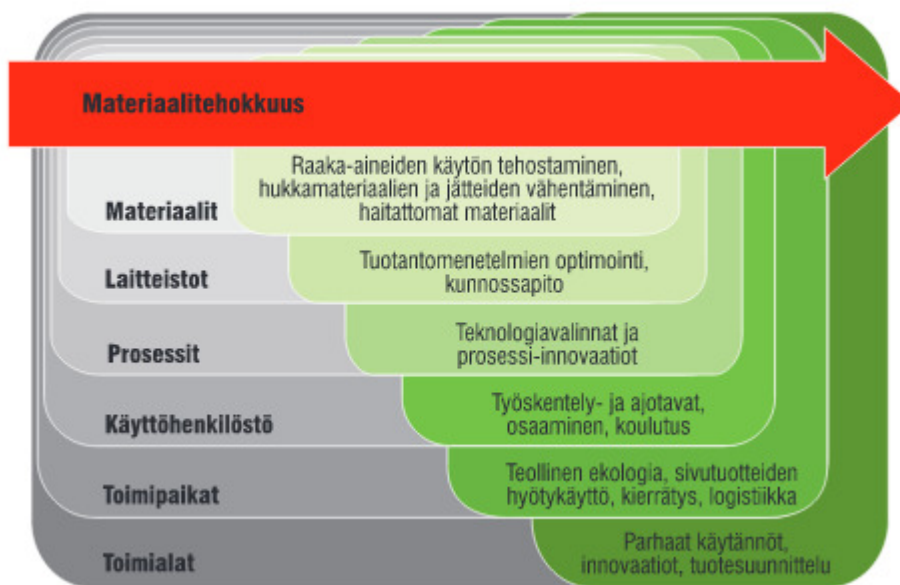 Materiaalitehokkuus
Raaka-aineiden käytön tehostaminen,
hukkamateriaalien ja jätteiden vähentäminen,
haitattomat materiaalit
Materiaalit
Tuotantomenetelmien optimointi,
kunnossapito
Laitteistot
Teknologiavalinnat ja
prosessi-innovaatiot
Prosessit
Työskentely- ja ajotavat,
osaaminen, koulutus
Käyttöhenkilöstö
Teollinen ekologia, sivutuotteiden
hyötykäyttö, kierrätys, logistiikka
Toimipaikat
Parhaat käytännöt,
innovaatiot, tuotesuunnittelu
Toimialat